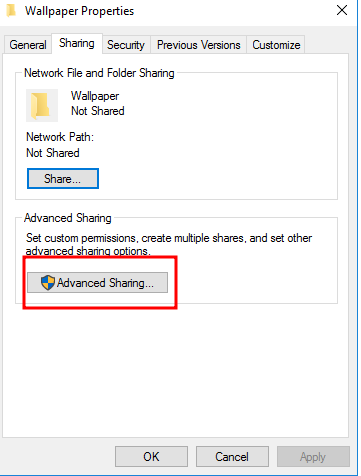 Wallpaper Properties
General Sharing Security Previous Versions Customize
Network File and Folder Sharing
Wallpaper
Not Shared
Network Path:
Not Shared
Share...
Advanced Sharing
Set custom permissions, create multiple shares, and set other
advanced sharing options.
Advanced Sharing...
OK Cancel Apply